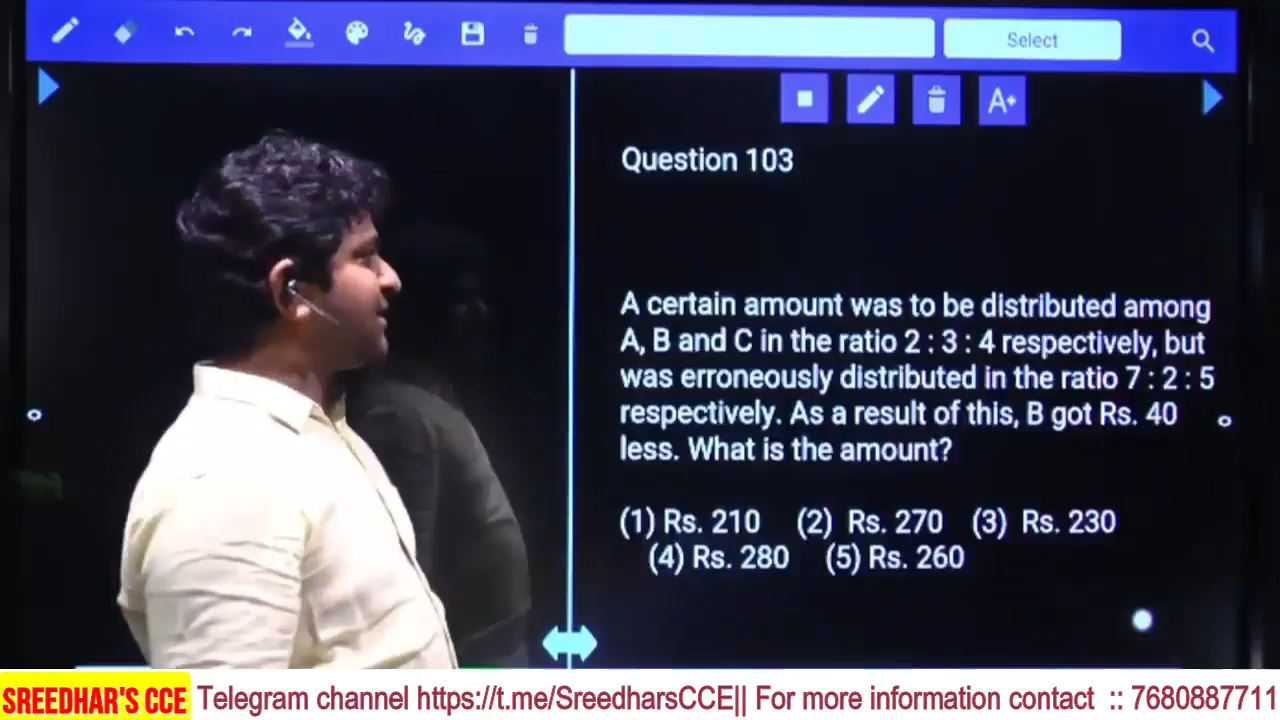 Select
A+
Question 103
A certain amount was to be distributed among
A, B and C in the ratio 2 : 3 : 4 respectively, but
was erroneously distributed in the ratio 7 : 2 : 5
respectively. As a result of this, B got Rs. 40
less. What is the amount?
(1) Rs. 210 (2) Rs. 270 (3) Rs. 230
(4) Rs. 280 (5) Rs. 260
SREEDHAR'S CCE Telegram channel https://t.me/SreedharsCCE|| For more information contact :: 7680887711